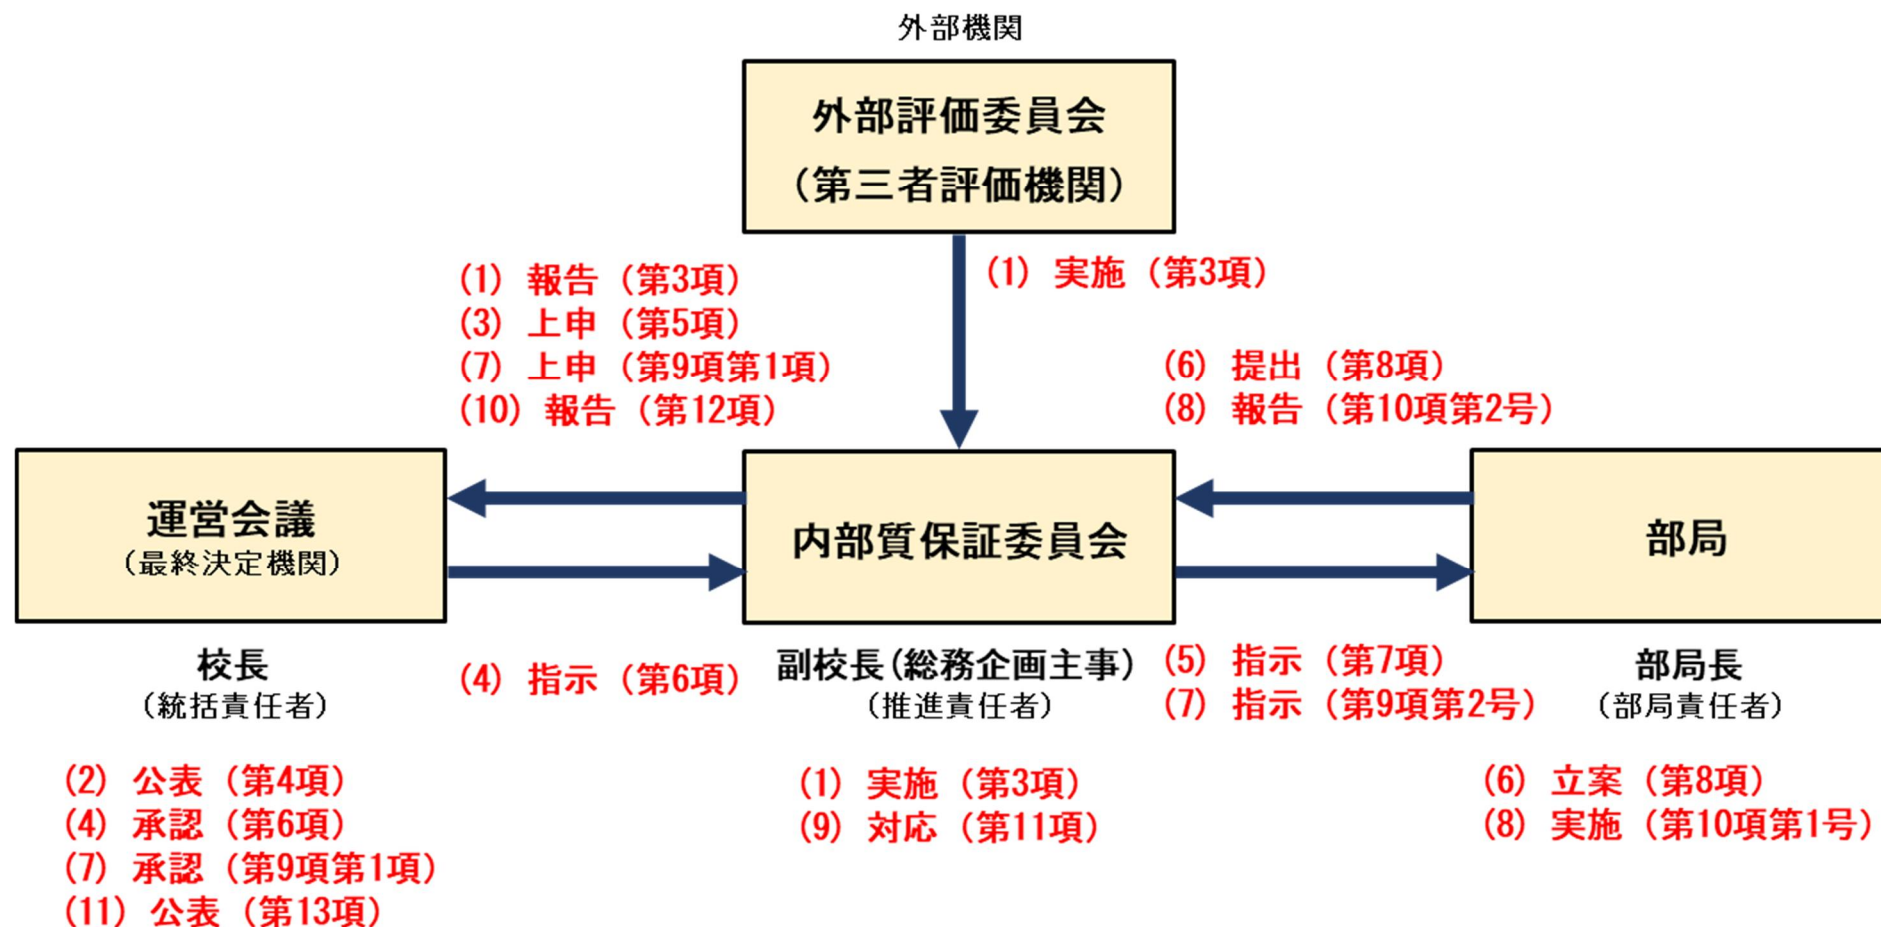 外部機関
外部評価委員会
（第三者評価機関）
(1) 報告（第3項）
(3) 上申（第5項）
(7) 上申（第9項第1項）
(10) 報告（第12項）
(1) 実施（第3項）
(6) 提出（第8項）
(8) 報告（第10項第2号）
運営会議
（最終決定機関）
内部質保証委員会
部局
校長
（統括責任者）
(4) 指示（第6項）
副校長(総務企画主事)
（推進責任者）
(5) 指示（第7項）
(7) 指示（第9項第2号）
部局長
（部局責任者）
(2) 公表（第4項）
(4) 承認（第6項）
(7) 承認（第9項第1項）
(11) 公表（第13項）
(1) 実施（第3項）
(9) 対応（第11項）
(6) 立案（第8項）
(8) 実施（第10項第1号）